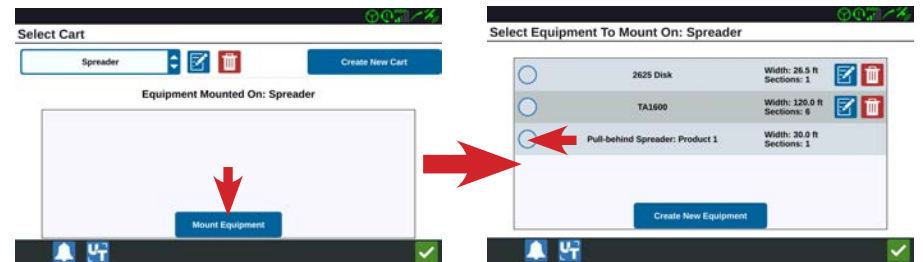 Select Cart
Spreader
Create New Cart
Equipment Mounted On: Spreader
Mount Equipment
UT
Select Equipment To Mount On: Spreader
2625 Disk
Width: 26.5 ft
Sections: 1
TA1600
Width: 120.0 ft
Sections: 6
Pull-behind Spreader: Product 1
Width: 30.0 ft
Sections: 1
Create New Equipment
UT